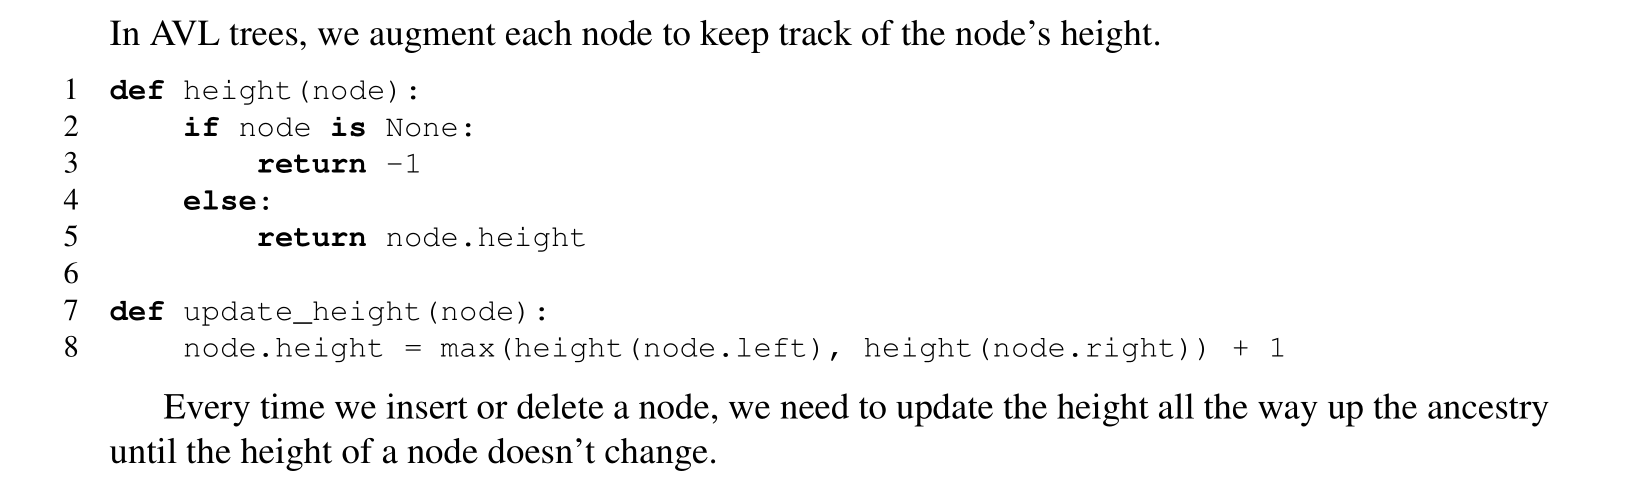 In AVL trees, we augment each node to keep track of the node's height.
1 def height(node):
2     if node is None:
3         return -1
4     else:
5         return node.height
6
7 def update_height(node):
8     node.height = max(height(node.left), height(node.right)) + 1
Every time we insert or delete a node, we need to update the height all the way up the ancestry
until the height of a node doesn't change.